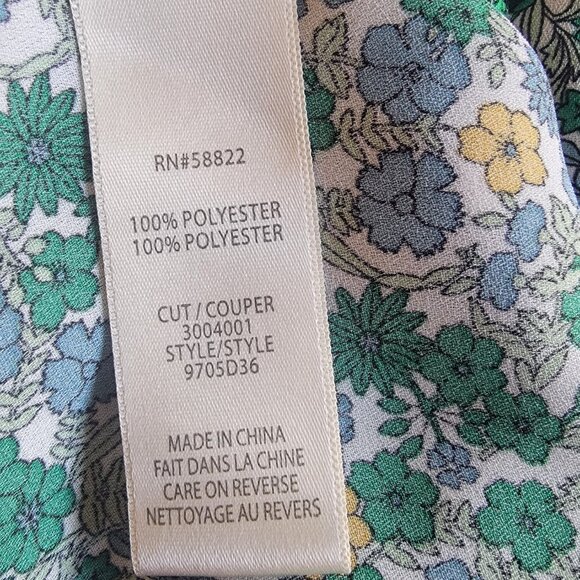 RN#58822
100% POLYESTER
100% POLYESTER
CUT / COUPER
3004001
STYLE/STYLE
9705D36
MADE IN CHINA
FAIT DANS LA CHINE
CARE ON REVERSE
NETTOYAGE AU REVERS